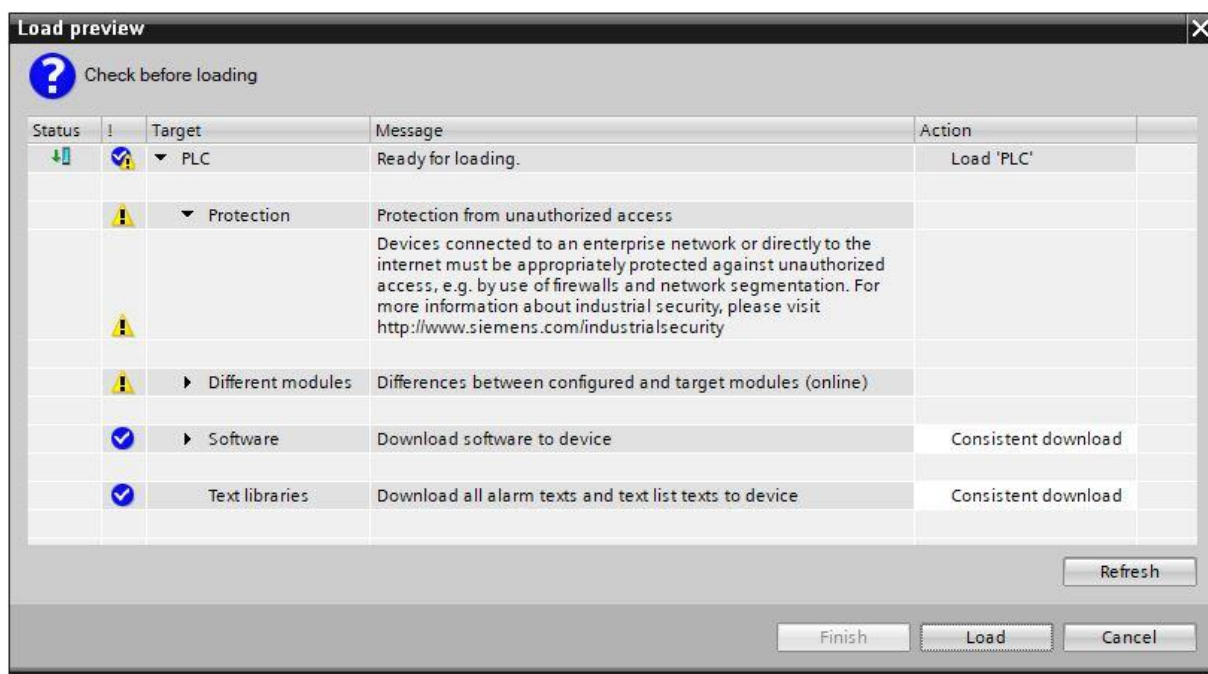 Load preview
Check before loading
Status ! Target Message Action
PLC Ready for loading. Load 'PLC'
Protection Protection from unauthorized access
Devices connected to an enterprise network or directly to the
internet must be appropriately protected against unauthorized
access, e.g. by use of firewalls and network segmentation. For
more information about industrial security, please visit
http://www.siemens.com/industrialsecurity
Different modules Differences between configured and target modules (online)
Software Download software to device Consistent download
Text libraries Download all alarm texts and text list texts to device Consistent download
Refresh
Finish Load Cancel